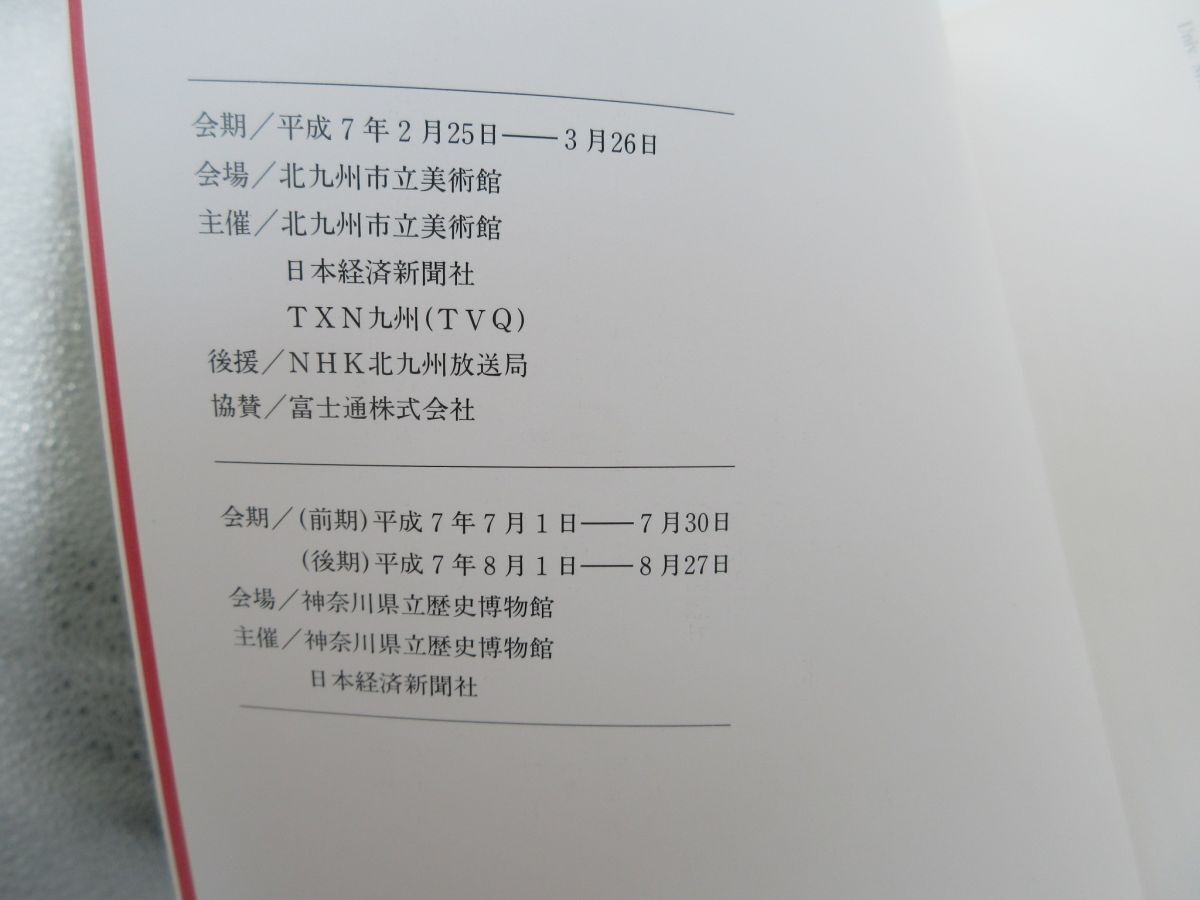 会期／平成7年2月25日――3月26日
会場／北九州市立美術館
主催／北九州市立美術館
日本経済新聞社
TXN九州(TVQ)
後援／NHK北九州放送局
協賛／富士通株式会社
会期／(前期)平成7年7月1日――7月30日
(後期)平成7年8月1日――8月27日
会場／神奈川県立歴史博物館
主催／神奈川県立歴史博物館
日本経済新聞社